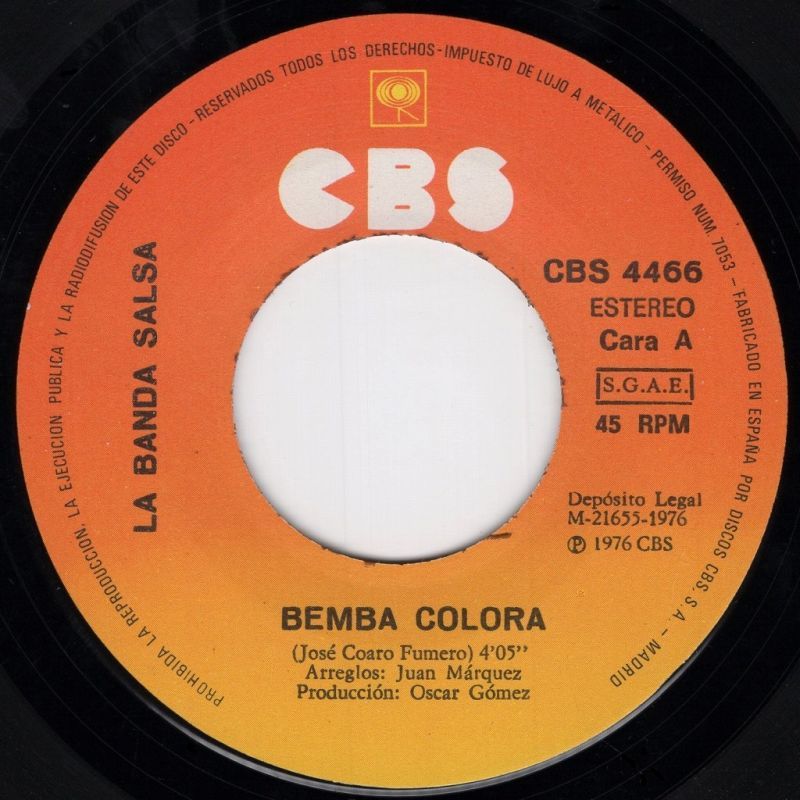 PROHIBIDA LA REPRODUCCION, LA EJECUCION PUBLICA Y LA RADIODIFUSION DE ESTE DISCO - RESERVADOS TODOS LOS DERECHOS - IMPUESTO DE LUJO A METALICO - PERMISO NUM. 7053 - FABRICADO EN ESPAÑA POR DISCOS CBS, S.A. - MADRID
CBS
LA BANDA SALSA
CBS 4466
ESTEREO
Cara A
S.G.A.E.
45 RPM
Depósito Legal
M-21655-1976
Ⓟ 1976 CBS
BEMBA COLORA
(José Coaro Fumero) 4'05''
Arreglos: Juan Márquez
Producción: Oscar Gómez